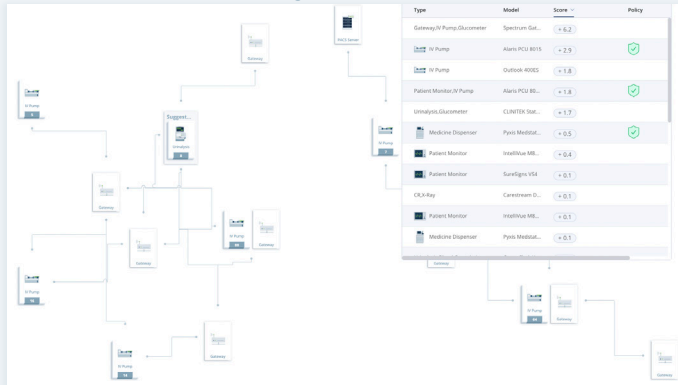 Type Model Score Policy
Gateway,IV Pump,Glucometer Spectrum Gat... + 6.2
IV Pump Alaris PCU 8015 + 2.9
IV Pump Outlook 400ES + 1.8
Patient Monitor,IV Pump Alaris PCU 80... + 1.8
Urinalysis,Glucometer CLINITEK Stat... + 1.7
Medicine Dispenser Pyxis Medstat... + 0.5
Patient Monitor IntelliVue MB... + 0.4
Patient Monitor SureSigns VS4 + 0.1
CR,X-Ray Carestream D... + 0.1
Patient Monitor IntelliVue MB... + 0.1
Medicine Dispenser Pyxis Medstat... + 0.1
PACS Server
Gateway
IV Pump
Suggest...
Urinalysis
IV Pump
Gateway
IV Pump
Gateway
Gateway
Gateway
IV Pump
IV Pump
Gateway
Gateway
IV Pump
Gateway